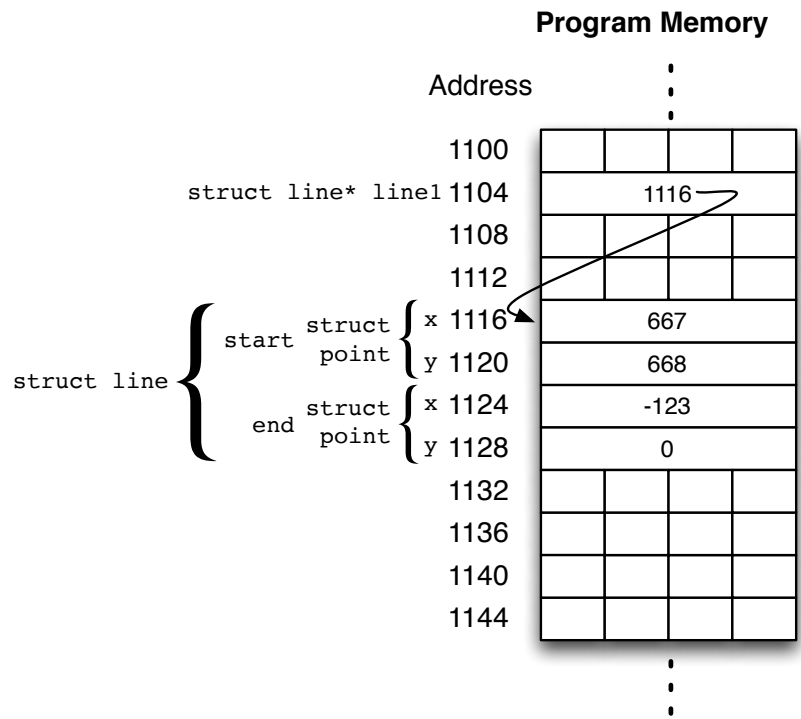 Program Memory
Address
1100
struct line* line1 1104 1116
1108
1112
x 1116 667
start struct
point
y 1120 668
struct line
x 1124 -123
end struct
point
y 1128 0
1132
1136
1140
1144